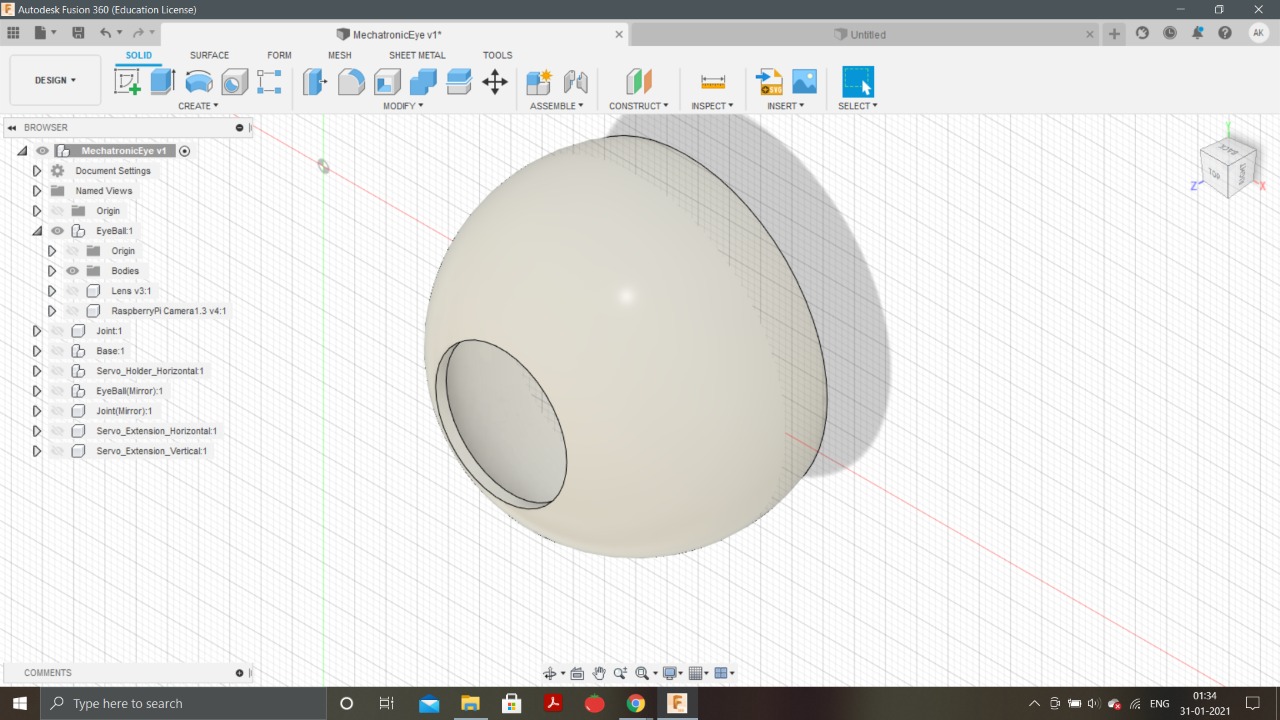 Autodesk Fusion 360 (Education License)
MechatronicEye v1*
Untitled
AK
DESIGN
SOLID SURFACE FORM MESH SHEET METAL TOOLS
CREATE MODIFY ASSEMBLE CONSTRUCT INSPECT INSERT SELECT
SVG
BROWSER
MechatronicEye v1
Document Settings
Named Views
Origin
EyeBall:1
Origin
Bodies
Lens v3:1
RaspberryPi Camera1.3 v4:1
Joint:1
Base:1
Servo_Holder_Horizontal:1
EyeBall(Mirror):1
Joint(Mirror):1
Servo_Extension_Horizontal:1
Servo_Extension_Vertical:1
Y
TOP
Z
X
COMMENTS
Type here to search
ENG
01:34
31-01-2021